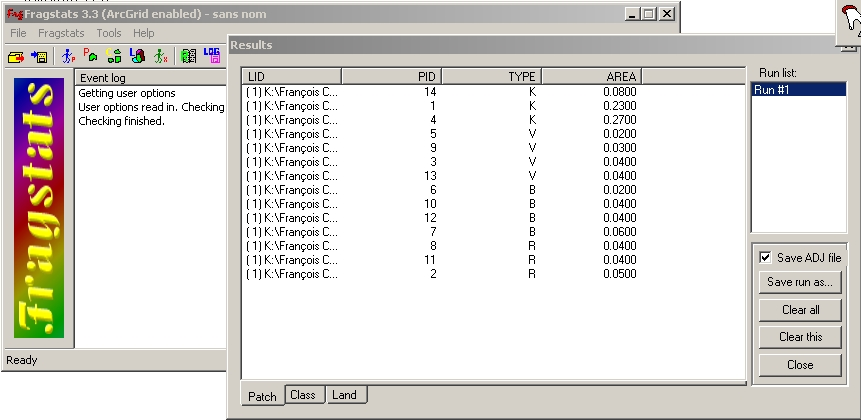 Fragstats 3.3 (ArcGrid enabled) - sans nom
File Fragstats Tools Help
Fragstats
Event log
Getting user options
User options read in. Checking
Checking finished.
Ready
Results
LID PID TYPE AREA
( 1) K:\François C... 14 K 0.0800
( 1) K:\François C... 1 K 0.2300
( 1) K:\François C... 4 K 0.2700
( 1) K:\François C... 5 V 0.0200
( 1) K:\François C... 9 V 0.0300
( 1) K:\François C... 3 V 0.0400
( 1) K:\François C... 13 V 0.0400
( 1) K:\François C... 6 B 0.0200
( 1) K:\François C... 10 B 0.0400
( 1) K:\François C... 12 B 0.0400
( 1) K:\François C... 7 B 0.0600
( 1) K:\François C... 8 R 0.0400
( 1) K:\François C... 11 R 0.0400
( 1) K:\François C... 2 R 0.0500
Patch Class Land
Run list:
Run #1
Save ADJ file
Save run as...
Clear all
Clear this
Close